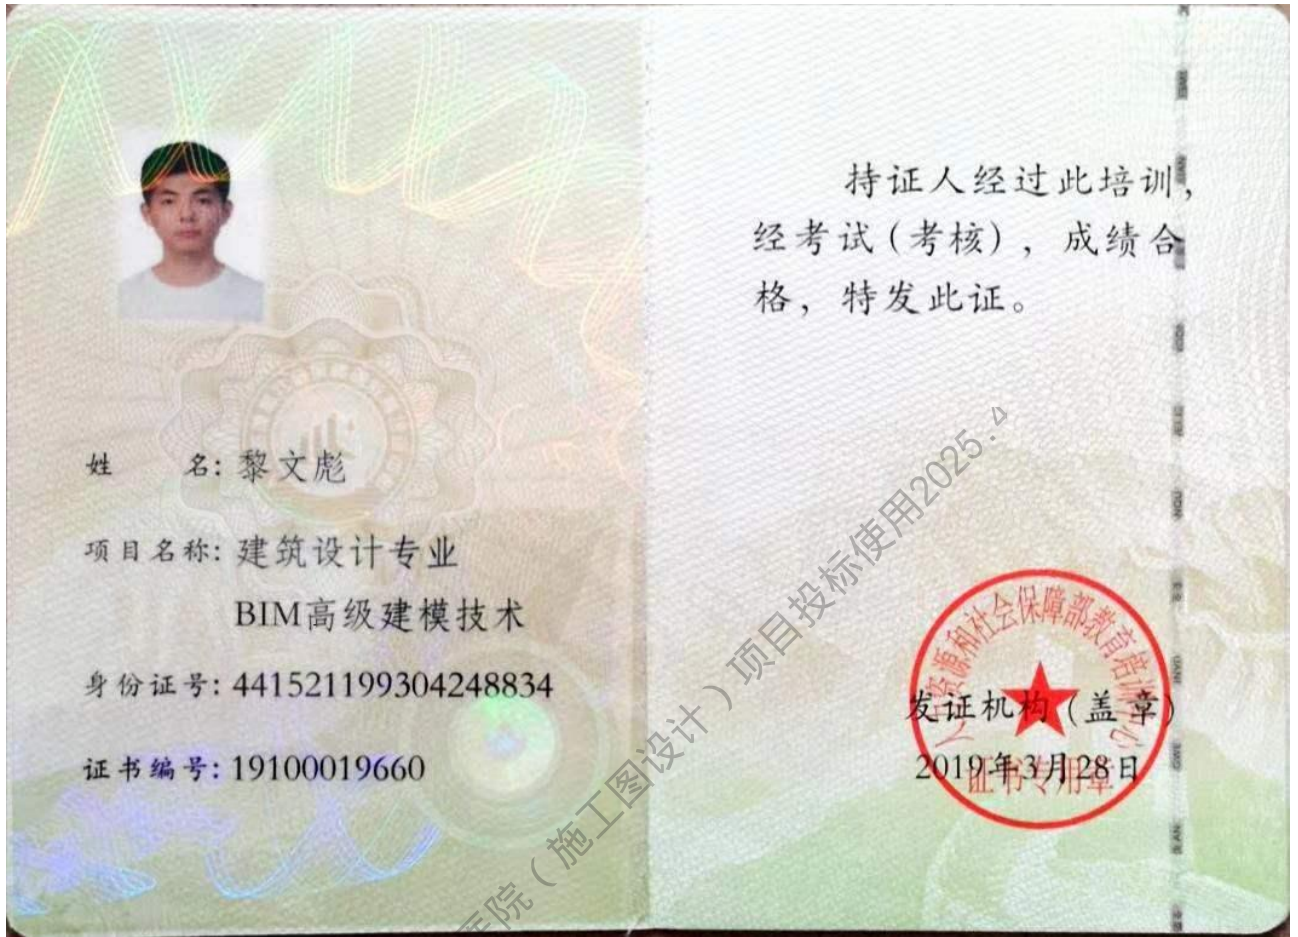 姓 名: 黎文彪
项目名称: 建筑设计专业
BIM高级建模技术
身份证号: 441521199304248834
证书编号: 19100019660
持证人经过此培训,
经考试(考核), 成绩合
格, 特发此证。
人力资源和社会保障部教育培训中心
发证机构(盖章)
2019年3月28日
证书专用章
医院(施工图设计)项目投标使用2025.4